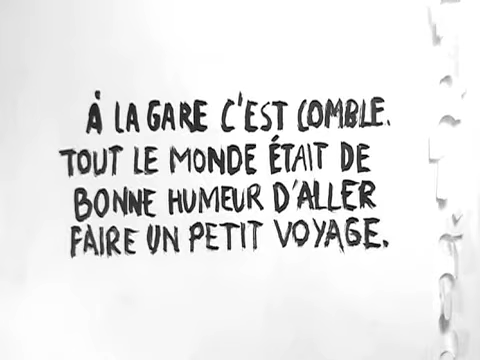 À LA GARE C'EST COMBLE.
TOUT LE MONDE ÉTAIT DE
BONNE HUMEUR D'ALLER
FAIRE UN PETIT VOYAGE.